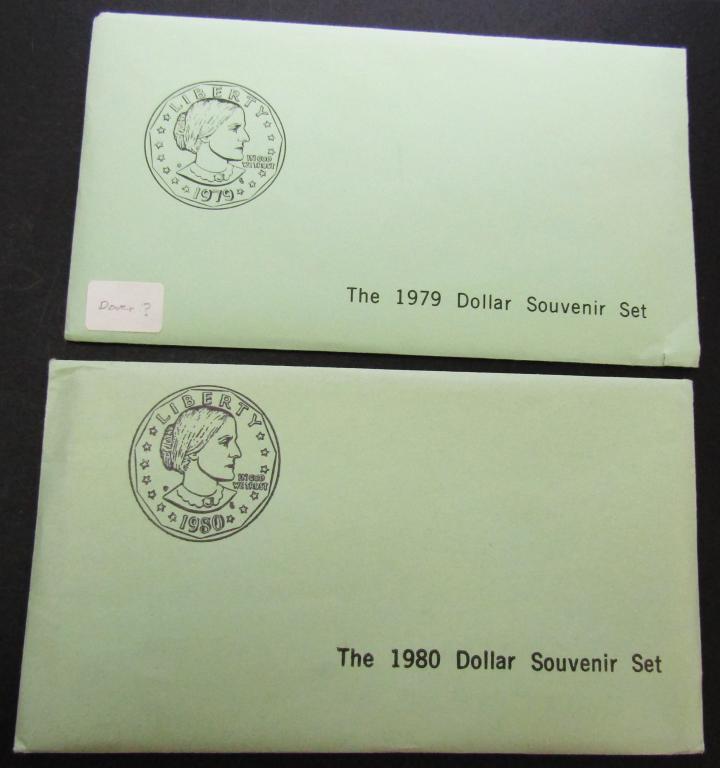 LIBERTY
IN GOD
WE TRUST
1979
The 1979 Dollar Souvenir Set
LIBERTY
IN GOD
WE TRUST
1980
The 1980 Dollar Souvenir Set